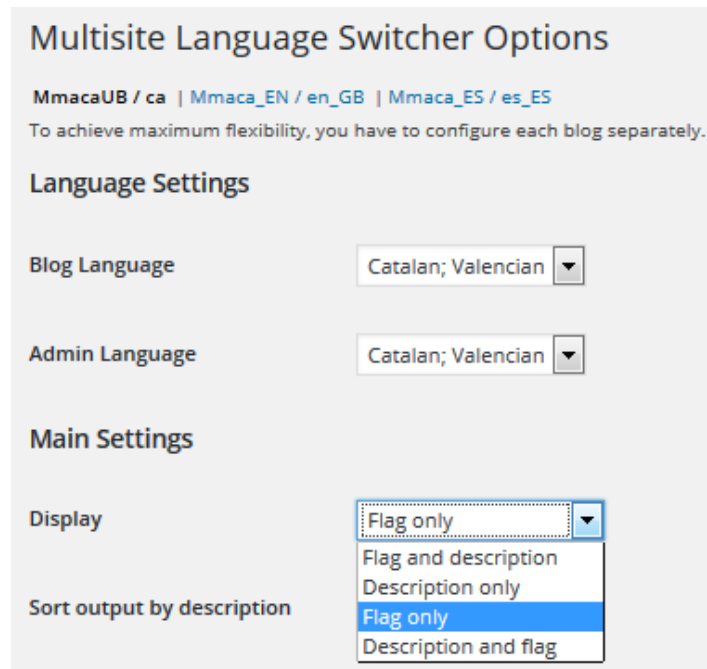 Multisite Language Switcher Options
MmacaUB / ca | Mmaca_EN / en_GB | Mmaca_ES / es_ES
To achieve maximum flexibility, you have to configure each blog separately.
Language Settings
Blog Language Catalan; Valencian
Admin Language Catalan; Valencian
Main Settings
Display Flag only
Flag and description
Description only
Sort output by description
Flag only
Description and flag